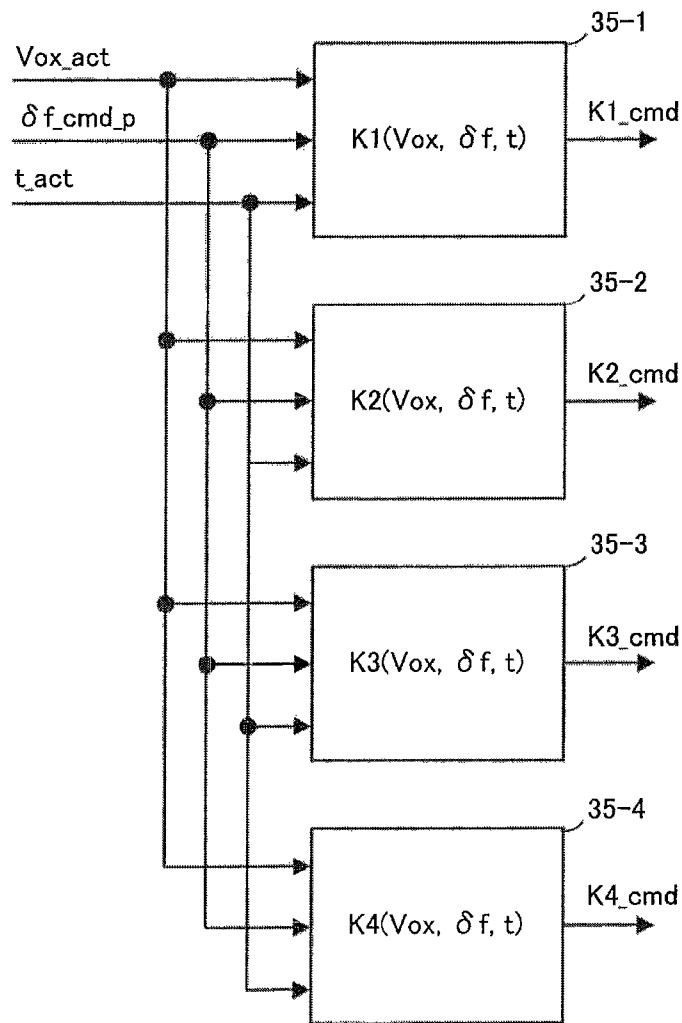 35-1
Vox_act
δf_cmd_p
t_act
K1(Vox, δf, t)
K1_cmd
35-2
K2(Vox, δf, t)
K2_cmd
35-3
K3(Vox, δf, t)
K3_cmd
35-4
K4(Vox, δf, t)
K4_cmd